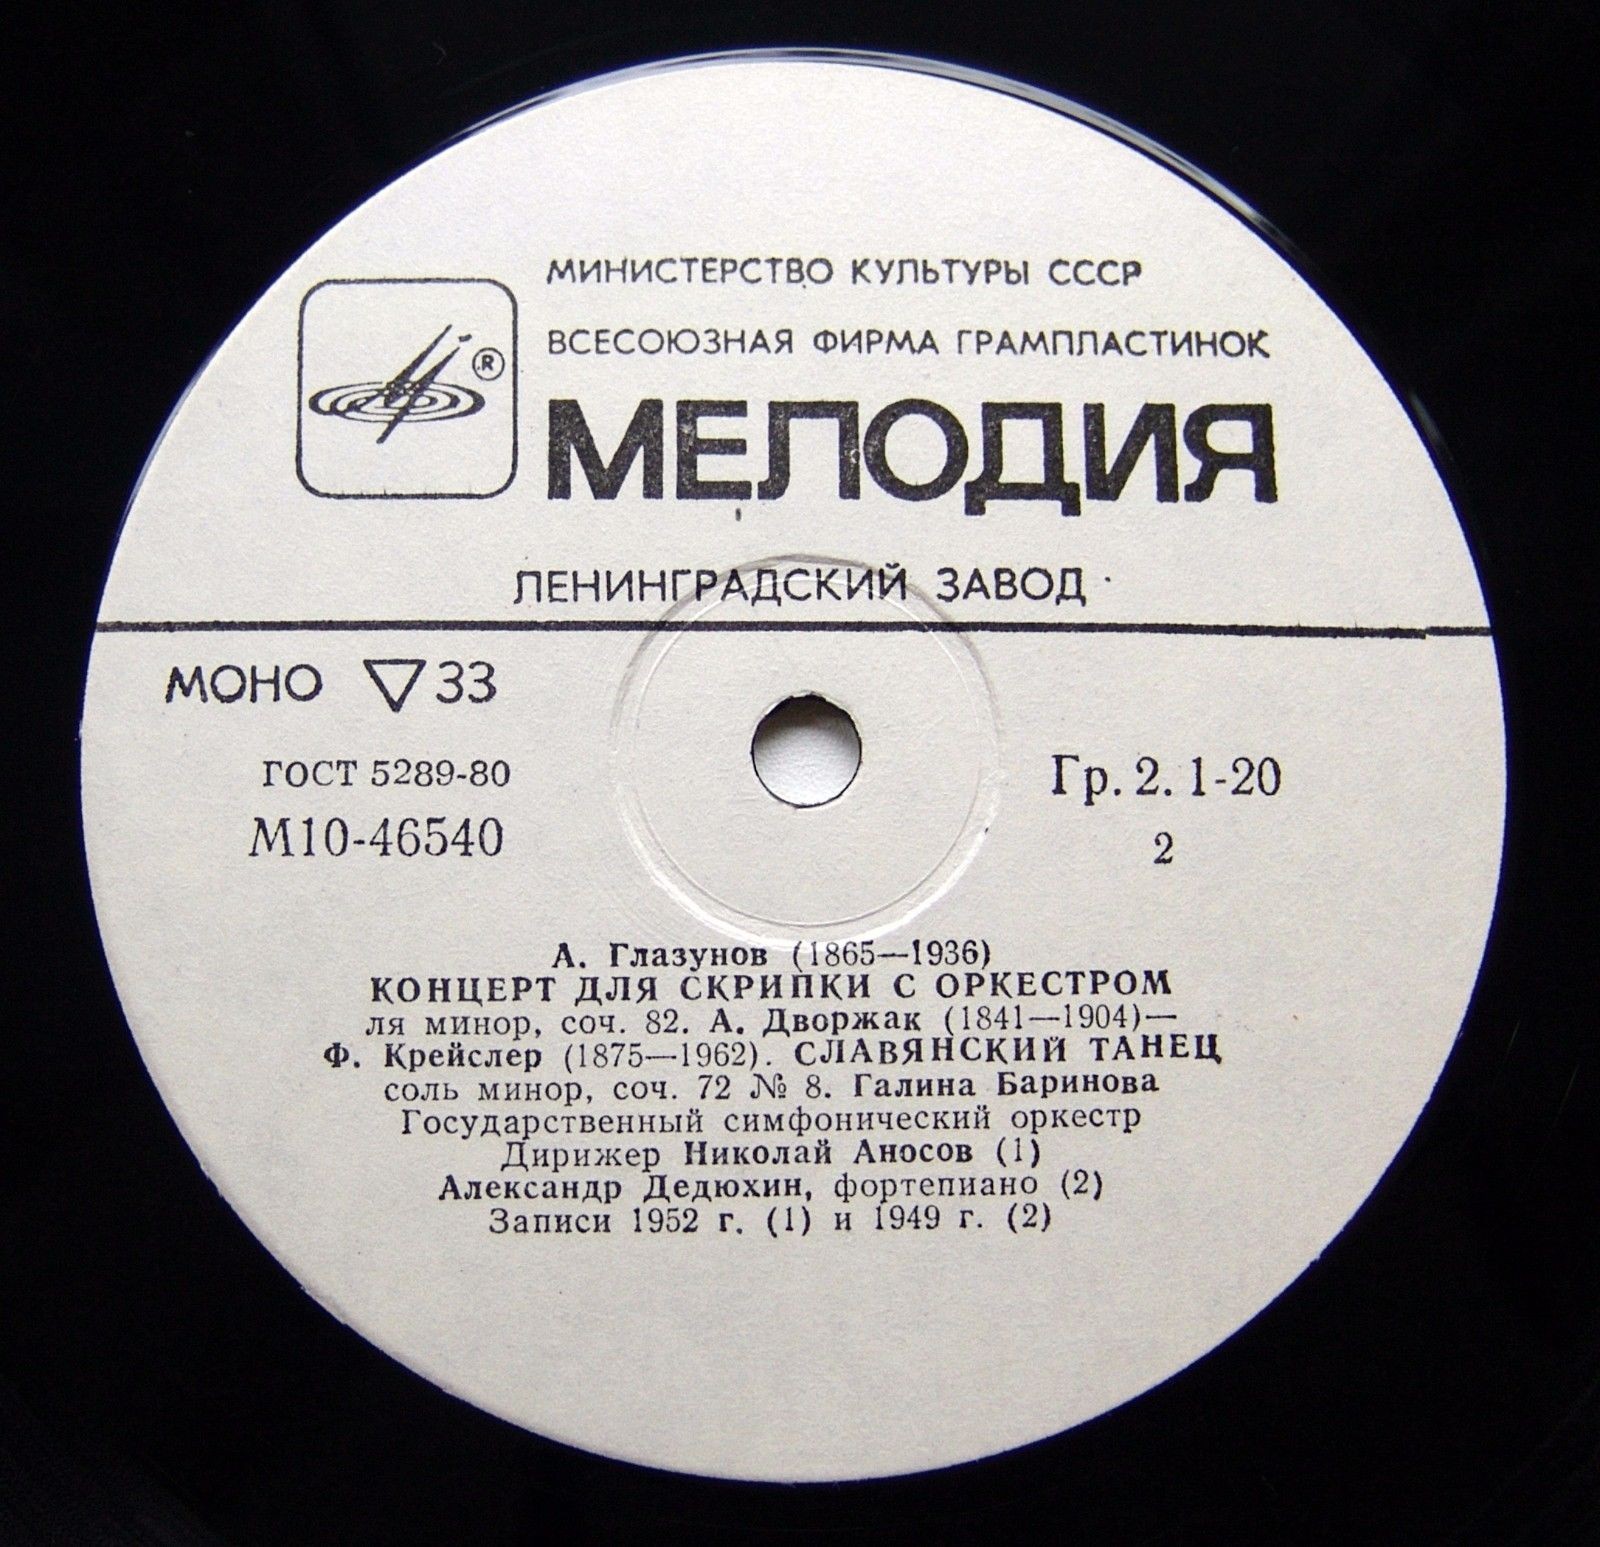 МИНИСТЕРСТВО КУЛЬТУРЫ СССР
ВСЕСОЮЗНАЯ ФИРМА ГРАМПЛАСТИНОК
®
МЕЛОДИЯ
ЛЕНИНГРАДСКИЙ ЗАВОД
МОНО ▽33
ГОСТ 5289-80
М10-46540
Гр. 2. 1-20
2
А. Глазунов (1865—1936)
КОНЦЕРТ ДЛЯ СКРИПКИ С ОРКЕСТРОМ
ля минор, соч. 82. А. Дворжак (1841—1904)—
Ф. Крейслер (1875—1962). СЛАВЯНСКИЙ ТАНЕЦ
соль минор, соч. 72 № 8. Галина Баринова
Государственный симфонический оркестр
Дирижер Николай Аносов (1)
Александр Дедюхин, фортепиано (2)
Записи 1952 г. (1) и 1949 г. (2)